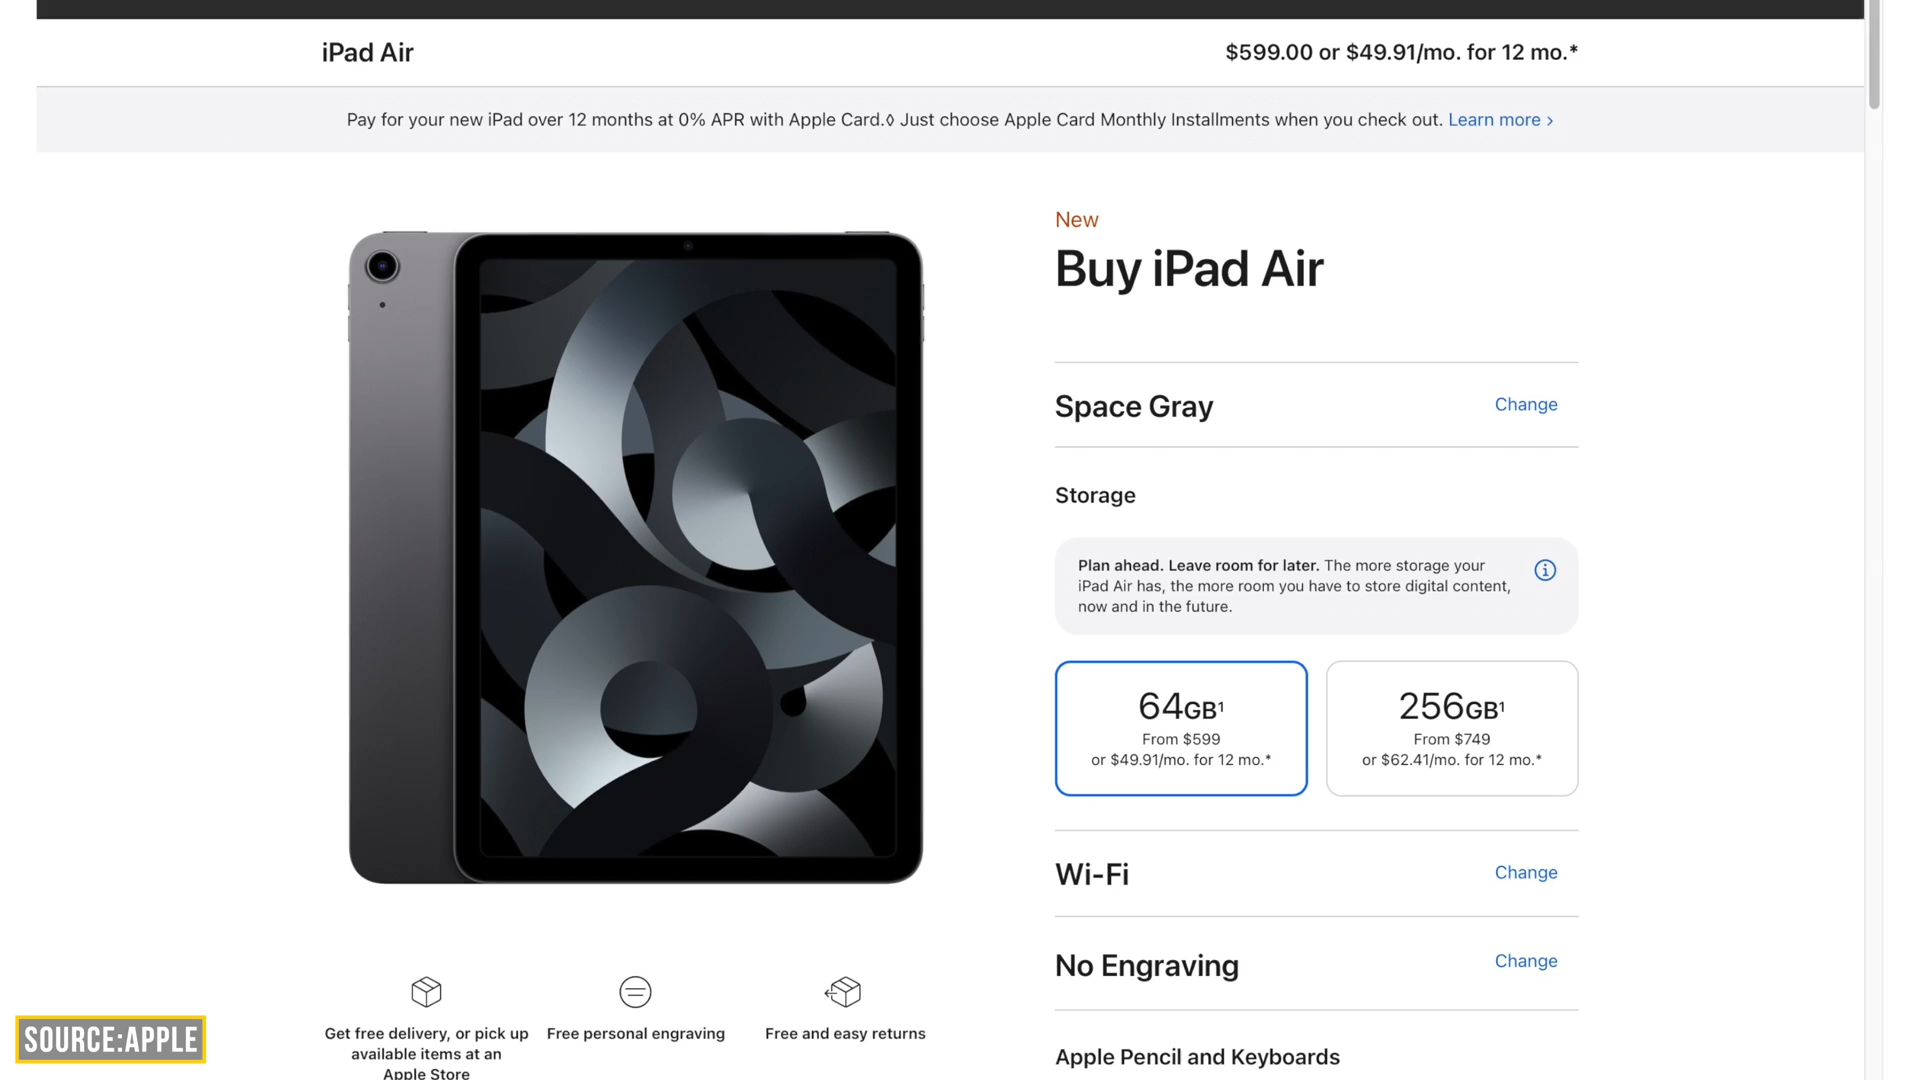 iPad Air
$599.00 or $49.91/mo. for 12 mo.*
Pay for your new iPad over 12 months at 0% APR with Apple Card.◊ Just choose Apple Card Monthly Installments when you check out. Learn more >
New
Buy iPad Air
Space Gray
Change
Storage
Plan ahead. Leave room for later. The more storage your
iPad Air has, the more room you have to store digital content,
now and in the future.
64GB¹
From $599
or $49.91/mo. for 12 mo.*
256GB¹
From $749
or $62.41/mo. for 12 mo.*
Wi-Fi
Change
No Engraving
Change
Apple Pencil and Keyboards
Get free delivery, or pick up
available items at an
Apple Store
Free personal engraving
Free and easy returns
SOURCE:APPLE